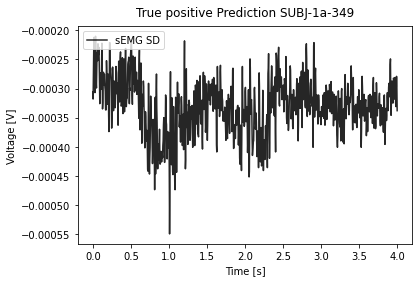 True positive Prediction SUBJ-1a-349
sEMG SD
Voltage [V]
−0.00020
−0.00025
−0.00030
−0.00035
−0.00040
−0.00045
−0.00050
−0.00055
0.0 0.5 1.0 1.5 2.0 2.5 3.0 3.5 4.0
Time [s]